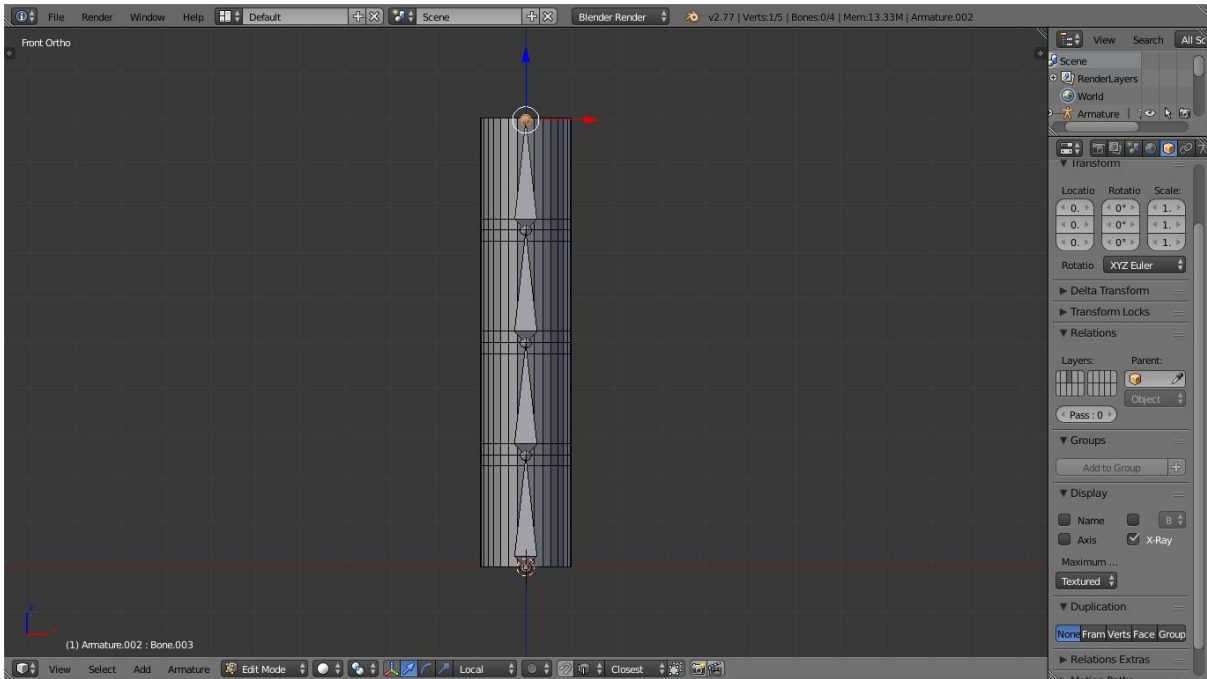 File Render Window Help Default Scene Blender Render v2.77 | Verts:1/5 | Bones:0/4 | Mem:13.33M | Armature.002
Front Ortho
View Search All Sc
Scene
RenderLayers
World
Armature
Transform
Locatio Rotatio Scale:
0. 0° 1.
0. 0° 1.
0. 0° 1.
Rotatio XYZ Euler
Delta Transform
Transform Locks
Relations
Layers: Parent:
Object
Pass : 0
Groups
Add to Group
Display
Name B
Axis X-Ray
Maximum ...
Textured
Duplication
None Fram Verts Face Group
Relations Extras
z
x
(1) Armature.002 : Bone.003
View Select Add Armature Edit Mode Local Closest